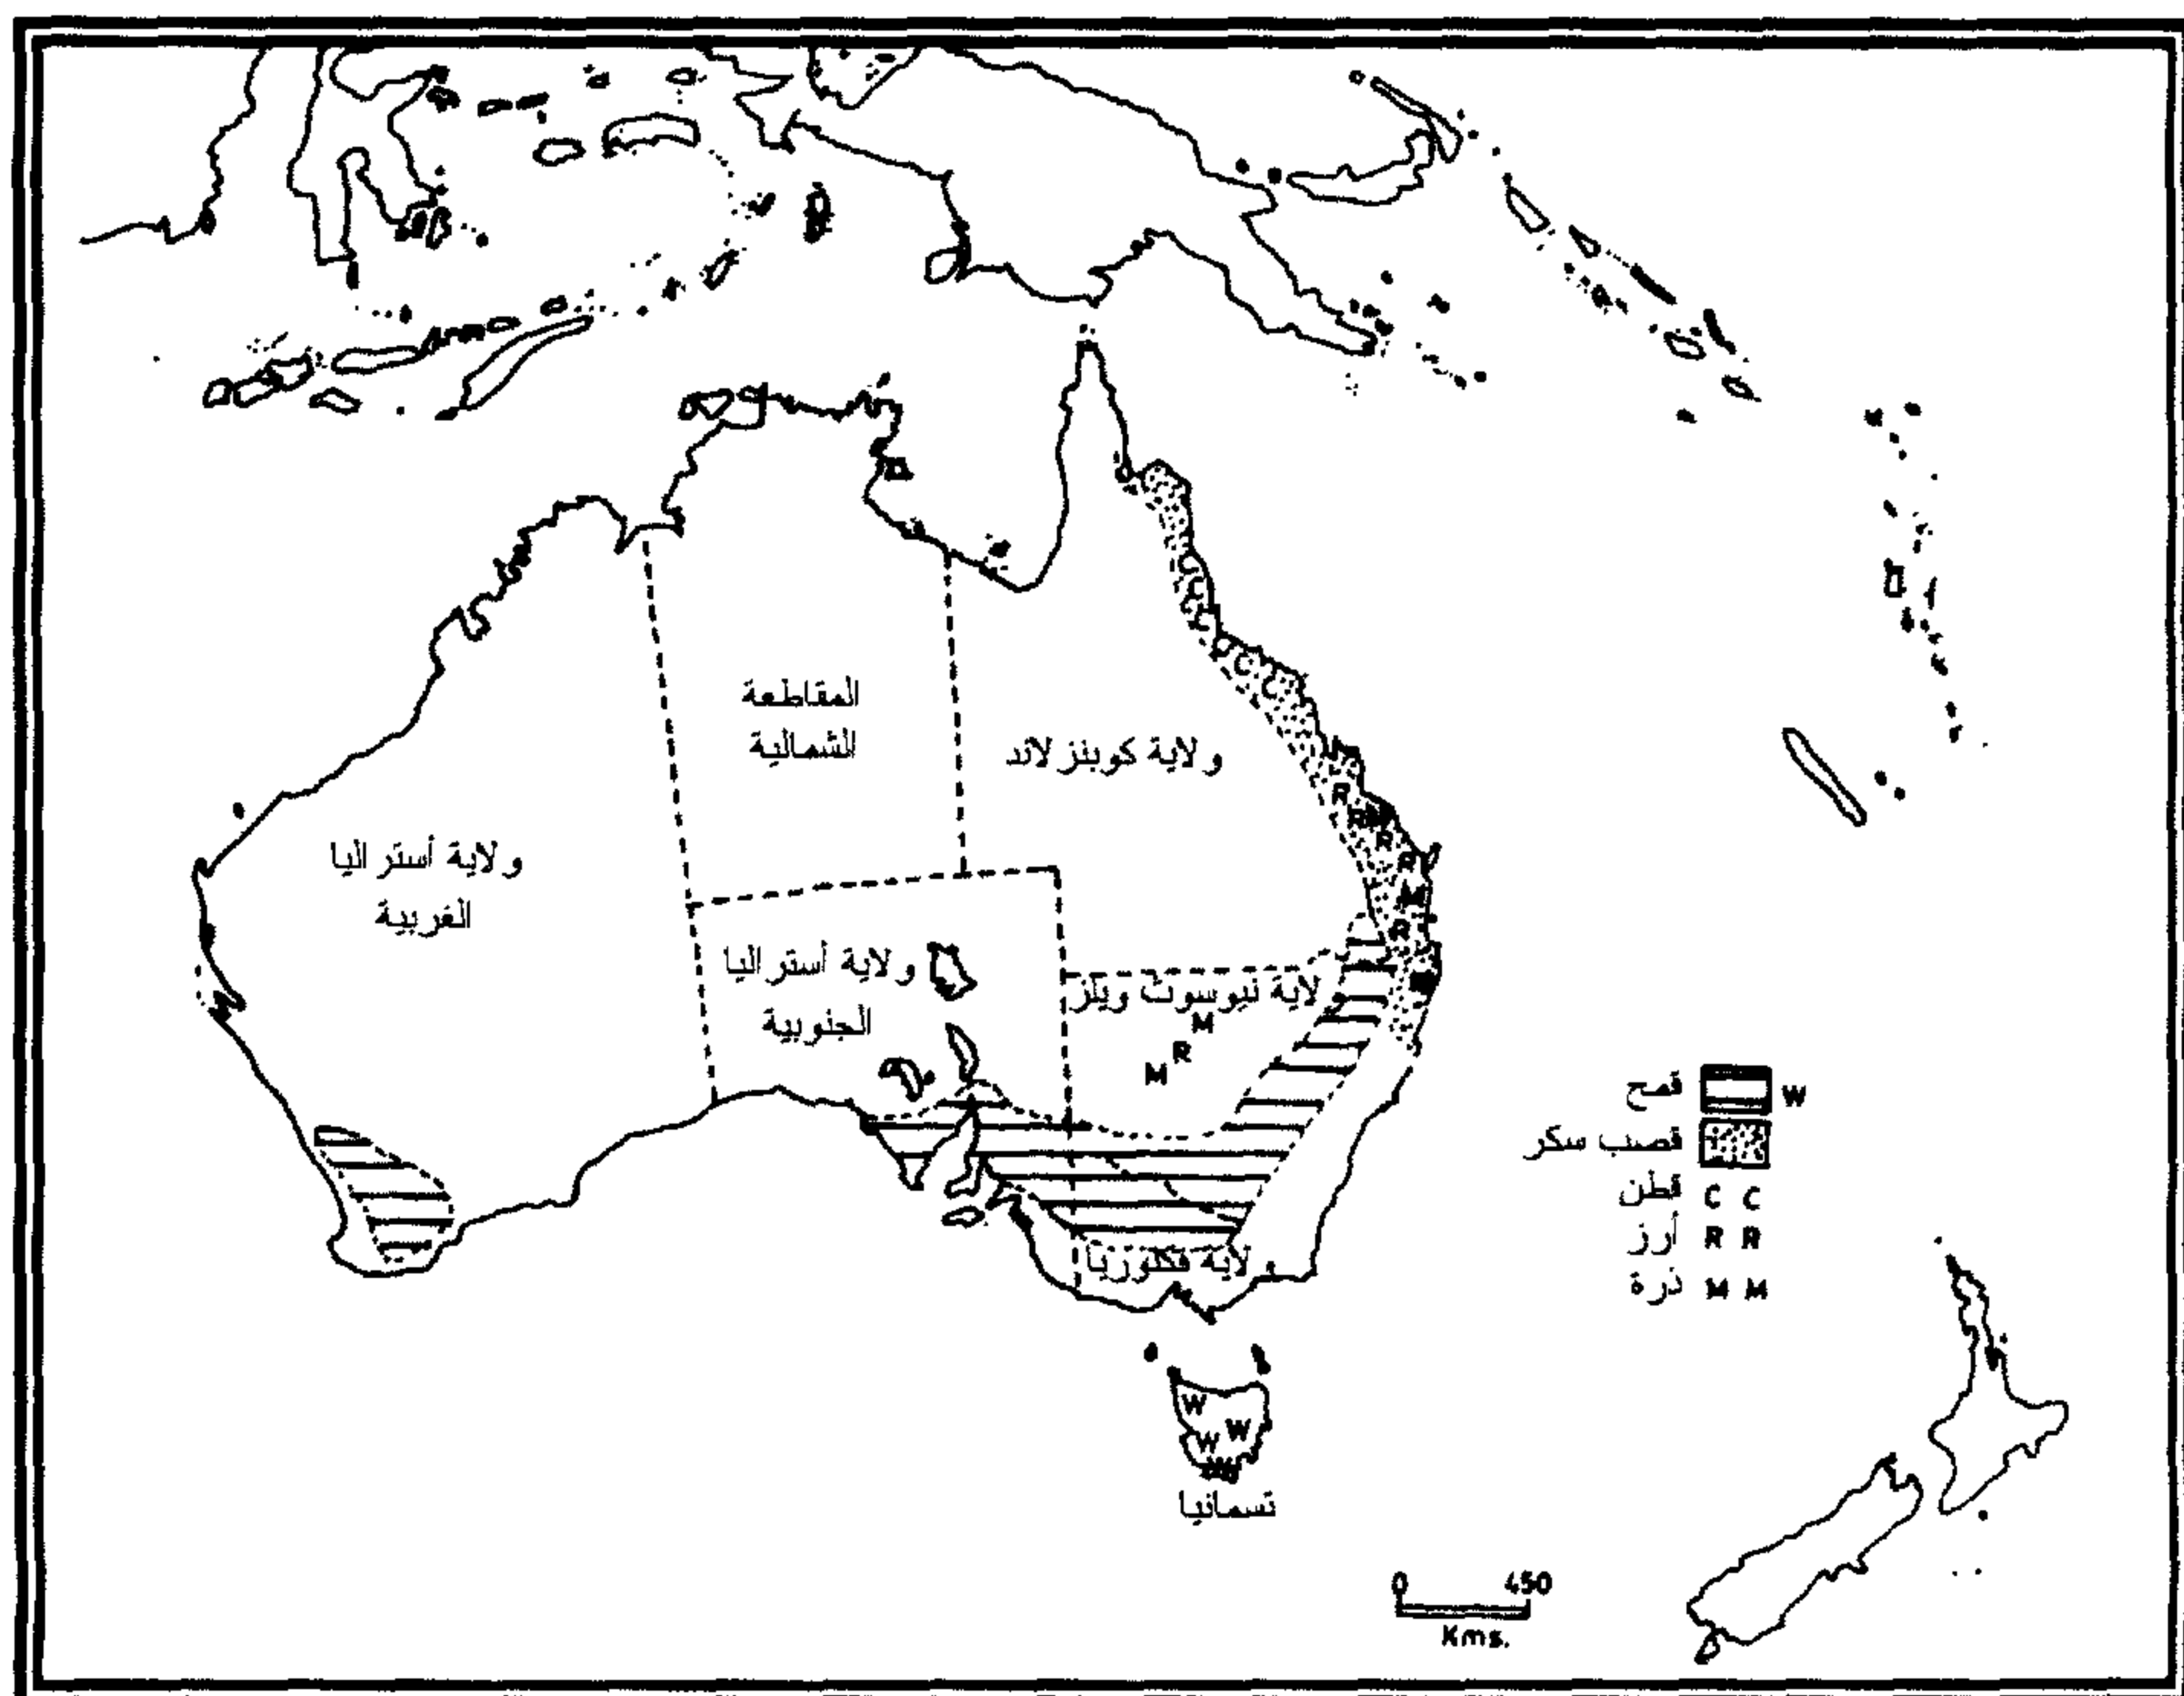 المقاطعة
الشمالية
ولاية كوينزلاند
ولاية أستراليا
الغربية
ولاية أستراليا
الجنوبية
لاية نيوسوث ويلز
ولاية فكتوريا
تسمانيا
C
C
C
C
C
R
R
R
R
M
R
M
R
M
W
W
W
قمح W
قصب سكر
قطن C C
أرز R R
ذرة M M
0 450
Kms.